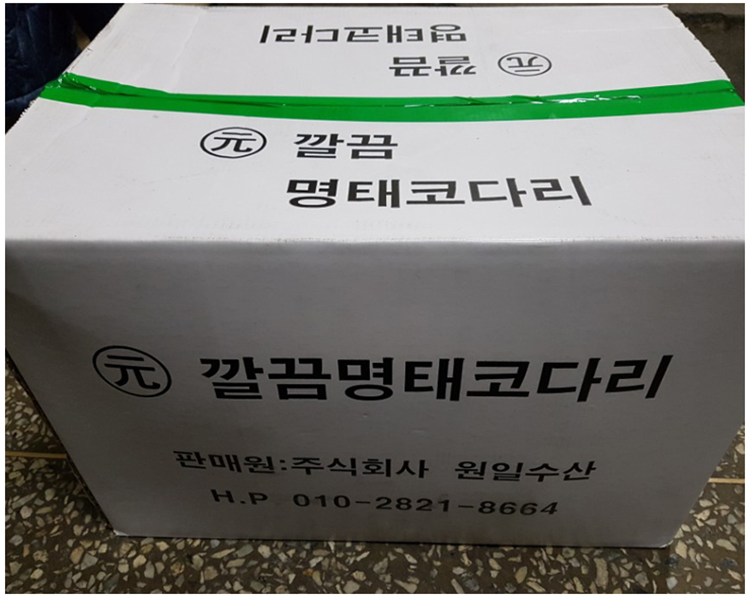 명태코다리
元 깔끔
元 깔끔
명태코다리
元 깔끔명태코다리
판매원:주식회사 원일수산
H.P 010-2821-8664